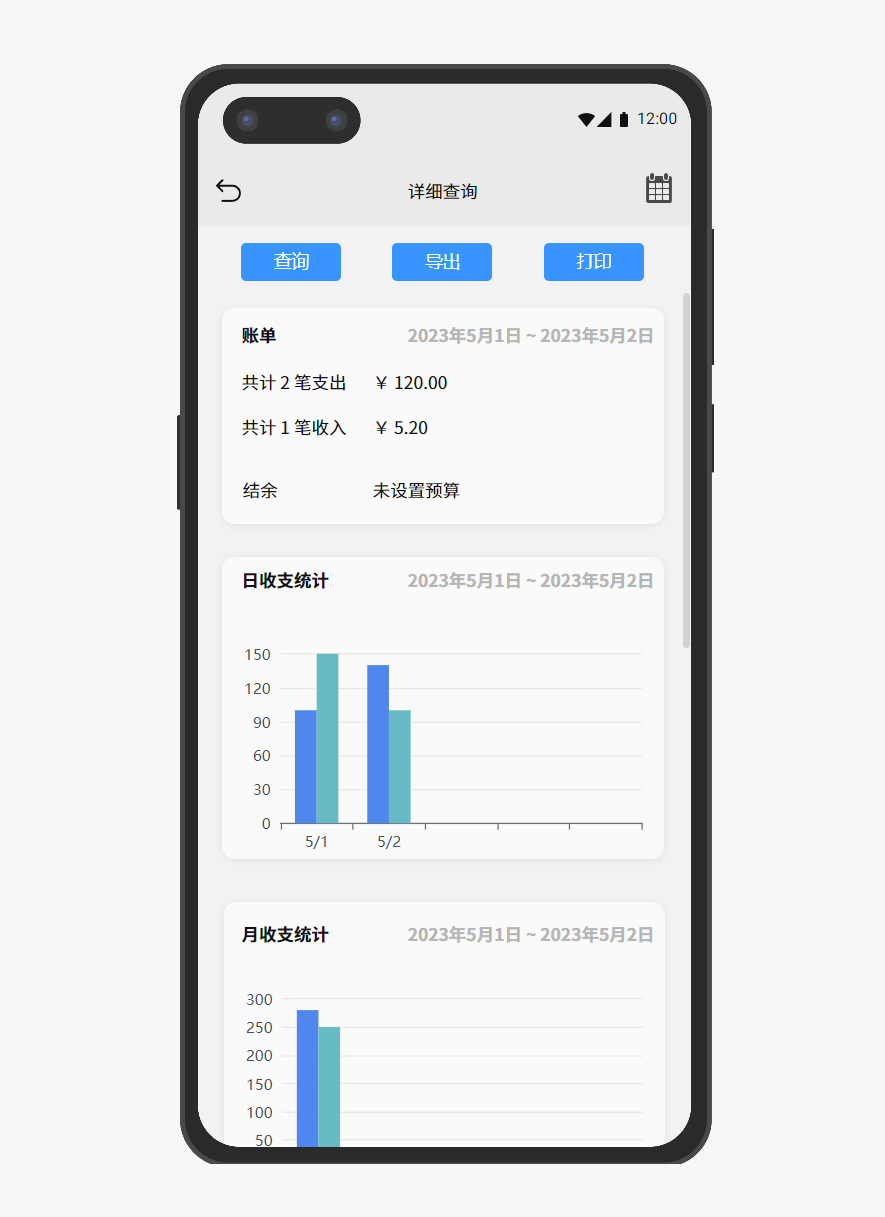 12:00
详细查询
查询 导出 打印
账单 2023年5月1日 ~ 2023年5月2日
共计 2 笔支出 ¥ 120.00
共计 1 笔收入 ¥ 5.20
结余 未设置预算
日收支统计 2023年5月1日 ~ 2023年5月2日
150
120
90
60
30
0
5/1 5/2
月收支统计 2023年5月1日 ~ 2023年5月2日
300
250
200
150
100
50